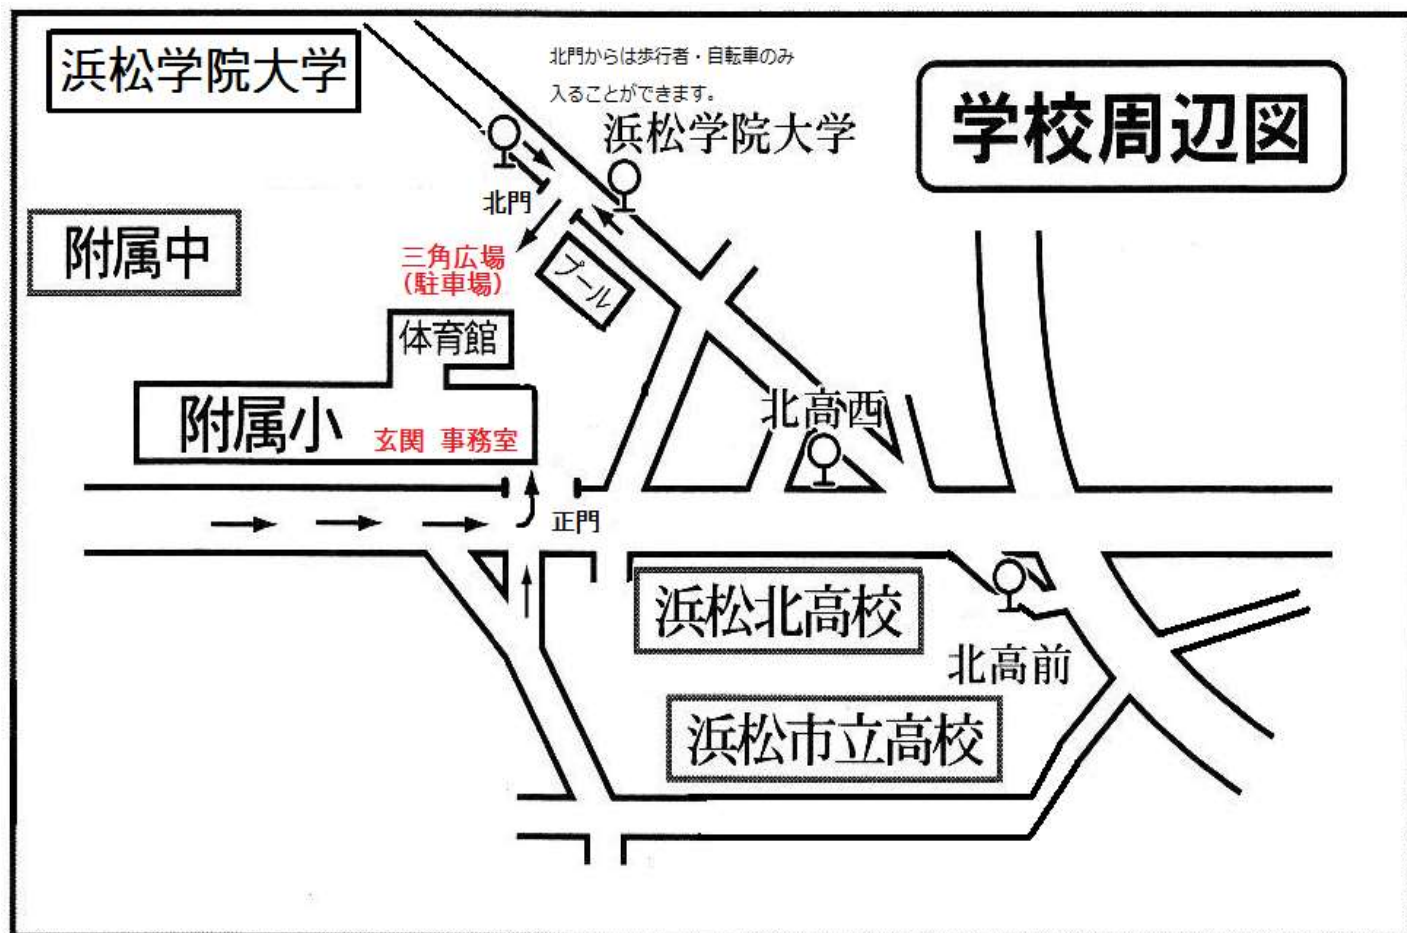 浜松学院大学
北門からは歩行者・自転車のみ
入ることができます。
浜松学院大学
学校周辺図
北門
附属中
三角広場
(駐車場)
プール
体育館
附属小
玄関 事務室
北高西
正門
浜松北高校
北高前
浜松市立高校